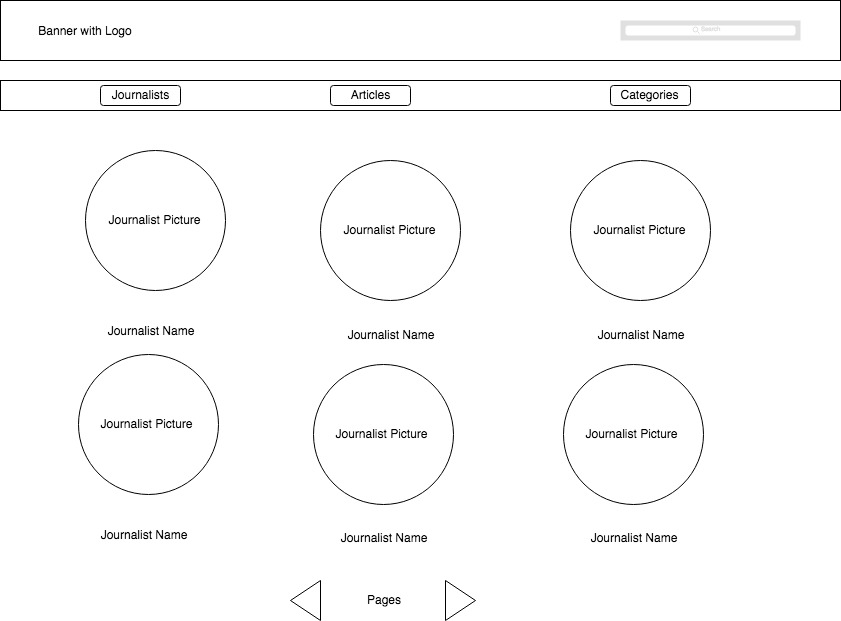 Banner with Logo
Search
Journalists
Articles
Categories
Journalist Picture
Journalist Picture
Journalist Picture
Journalist Name
Journalist Name
Journalist Name
Journalist Picture
Journalist Picture
Journalist Picture
Journalist Name
Journalist Name
Journalist Name
Pages